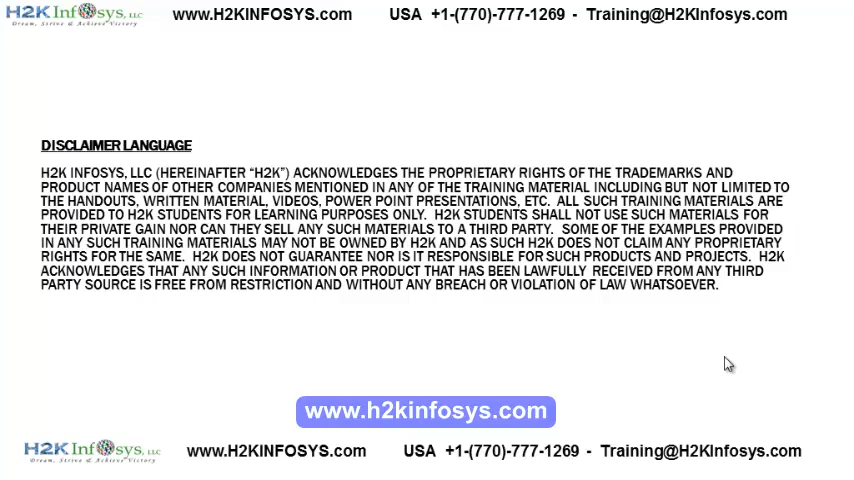 H2K Infosys, LLC www.H2KINFOSYS.com USA +1-(770)-777-1269 - Training@H2KInfosys.com
Dream, Strive & Achieve Victory
DISCLAIMER LANGUAGE
H2K INFOSYS, LLC (HEREINAFTER “H2K”) ACKNOWLEDGES THE PROPRIETARY RIGHTS OF THE TRADEMARKS AND
PRODUCT NAMES OF OTHER COMPANIES MENTIONED IN ANY OF THE TRAINING MATERIAL INCLUDING BUT NOT LIMITED TO
THE HANDOUTS, WRITTEN MATERIAL, VIDEOS, POWER POINT PRESENTATIONS, ETC. ALL SUCH TRAINING MATERIALS ARE
PROVIDED TO H2K STUDENTS FOR LEARNING PURPOSES ONLY. H2K STUDENTS SHALL NOT USE SUCH MATERIALS FOR
THEIR PRIVATE GAIN NOR CAN THEY SELL ANY SUCH MATERIALS TO A THIRD PARTY. SOME OF THE EXAMPLES PROVIDED
IN ANY SUCH TRAINING MATERIALS MAY NOT BE OWNED BY H2K AND AS SUCH H2K DOES NOT CLAIM ANY PROPRIETARY
RIGHTS FOR THE SAME. H2K DOES NOT GUARANTEE NOR IS IT RESPONSIBLE FOR SUCH PRODUCTS AND PROJECTS. H2K
ACKNOWLEDGES THAT ANY SUCH INFORMATION OR PRODUCT THAT HAS BEEN LAWFULLY RECEIVED FROM ANY THIRD
PARTY SOURCE IS FREE FROM RESTRICTION AND WITHOUT ANY BREACH OR VIOLATION OF LAW WHATSOEVER.
www.h2kinfosys.com
H2K Infosys, LLC www.H2KINFOSYS.com USA +1-(770)-777-1269 - Training@H2KInfosys.com
Dream, Strive & Achieve Victory